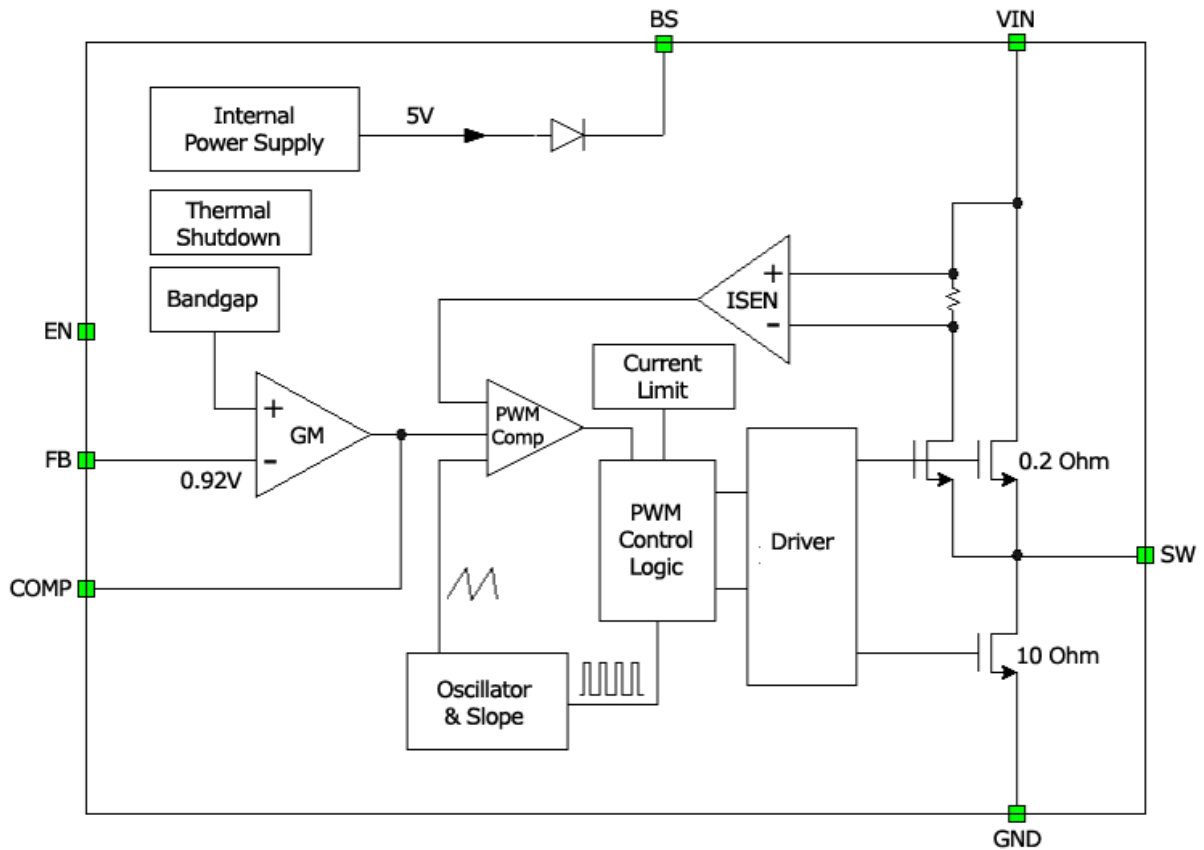 BS
VIN
Internal
Power Supply
5V
Thermal
Shutdown
Bandgap
+
ISEN
-
EN
Current
Limit
+
GM
-
PWM
Comp
FB
0.92V
0.2 Ohm
PWM
Control
Logic
Driver
SW
COMP
10 Ohm
Oscillator
& Slope
GND